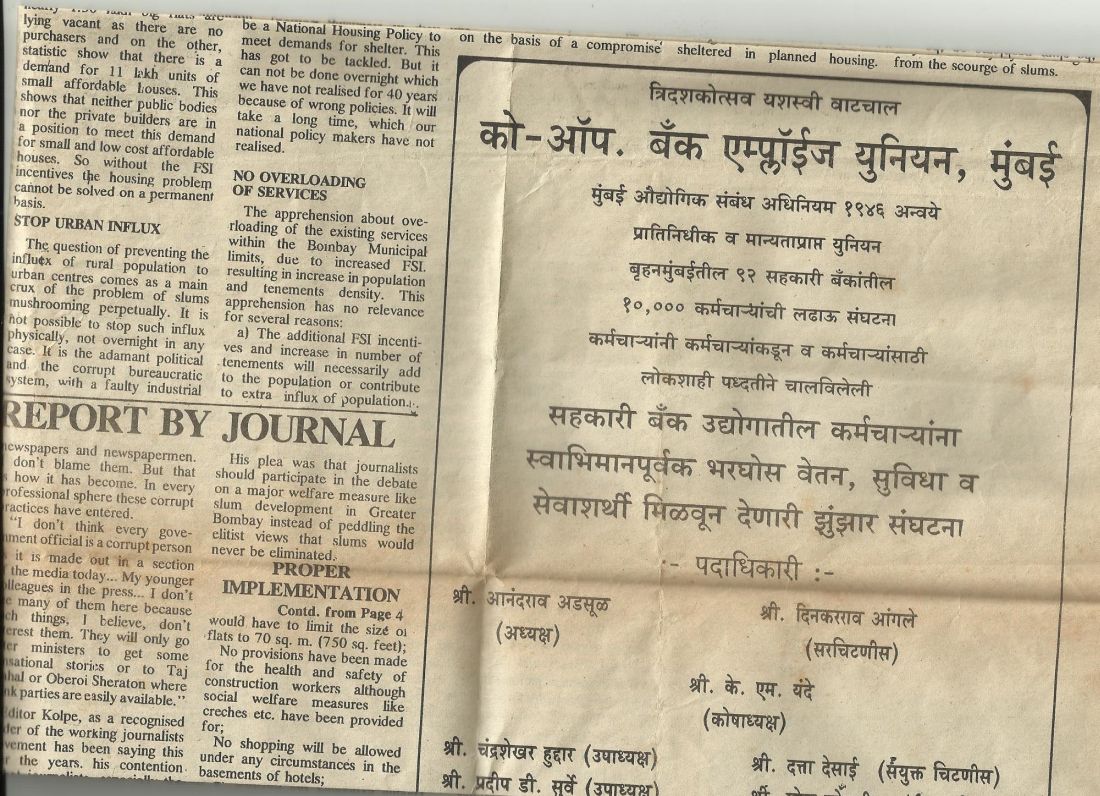 lying vacant as there are no
purchasers and on the other,
statistic show that there is a
demand for 11 lakh units of
small affordable houses. This
shows that neither public bodies
nor the private builders are in
a position to meet this demand
for small and low cost affordable
houses. So without the FSI
incentives the housing problem
cannot be solved on a permanent
basis.
STOP URBAN INFLUX
The question of preventing the
influex of rural population to
urban centres comes as a main
crux of the problem of slums
mushrooming perpetually. It is
not possible to stop such influx
physically, not overnight in any
case. It is the adamant political
and the corrupt bureaucratic
system, with a faulty industrial
be a National Housing Policy to
meet demands for shelter. This
has got to be tackled. But it
can not be done overnight which
we have not realised for 40 years
because of wrong policies. It will
take a long time, which our
national policy makers have not
realised.
NO OVERLOADING
OF SERVICES
The apprehension about ove-
rloading of the existing services
within the Bombay Municipal
limits, due to increased FSI.
resulting in increase in population
and tenements density. This
apprehension has no relevance
for several reasons:
a) The additional FSI incenti-
ves and increase in number of
tenements will necessarily add
to the population or contribute
to extra influx of population.
on the basis of a compromise
sheltered in planned housing.
from the scourge of slums.
REPORT BY JOURNAL
newspapers and newspapermen.
don't blame them. But that
how it has become. In every
professional sphere these corrupt
practices have entered.
"I don't think every gove-
nment official is a corrupt person
it is made out in a section
the media today... My younger
colleagues in the press... I don't
many of them here because
things, I believe, don't
They will only go
ministers to get some
stories or to Taj
or Oberoi Sheraton where
parties are easily available."
Editor Kolpe, as a recognised
of the working journalists
has been saying this
the years. his contention
His plea was that journalists
should participate in the debate
on a major welfare measure like
slum development in Greater
Bombay instead of peddling the
elitist views that slums would
never be eliminated.
PROPER
IMPLEMENTATION
Contd. from Page 4
would have to limit the size of
flats to 70 sq. m. (750 sq. feet);
No provisions have been made
for the health and safety of
construction workers although
social welfare measures like
creches etc. have been provided
for;
No shopping will be allowed
under any circumstances in the
basements of hotels;
त्रिदशकोत्सव यशस्वी वाटचाल
को-ऑप. बँक एम्प्लॉईज युनियन, मुंबई
मुंबई औद्योगिक संबंध अधिनियम १९४६ अन्वये
प्रातिनिधीक व मान्यताप्राप्त युनियन
बृहनमुंबईतील ९२ सहकारी बँकांतील
१०,००० कर्मचाऱ्यांची लढाऊ संघटना
कर्मचाऱ्यांनी कर्मचाऱ्यांकडून व कर्मचाऱ्यांसाठी
लोकशाही पध्दतीने चालविलेली
सहकारी बँक उद्योगातील कर्मचाऱ्यांना
स्वाभिमानपूर्वक भरघोस वेतन, सुविधा व
सेवाशर्थी मिळवून देणारी झुंझार संघटना
:- पदाधिकारी :-
श्री. आनंदराव अडसूळ
(अध्यक्ष)
श्री. दिनकरराव आंगले
(सरचिटणीस)
श्री. के. एम. यंदे
(कोषाध्यक्ष)
श्री. चंद्रशेखर हुद्दार (उपाध्यक्ष)
श्री. दत्ता देसाई (संयुक्त चिटणीस)
श्री. प्रदीप डी. सुर्वे (उपाध्यक्ष)